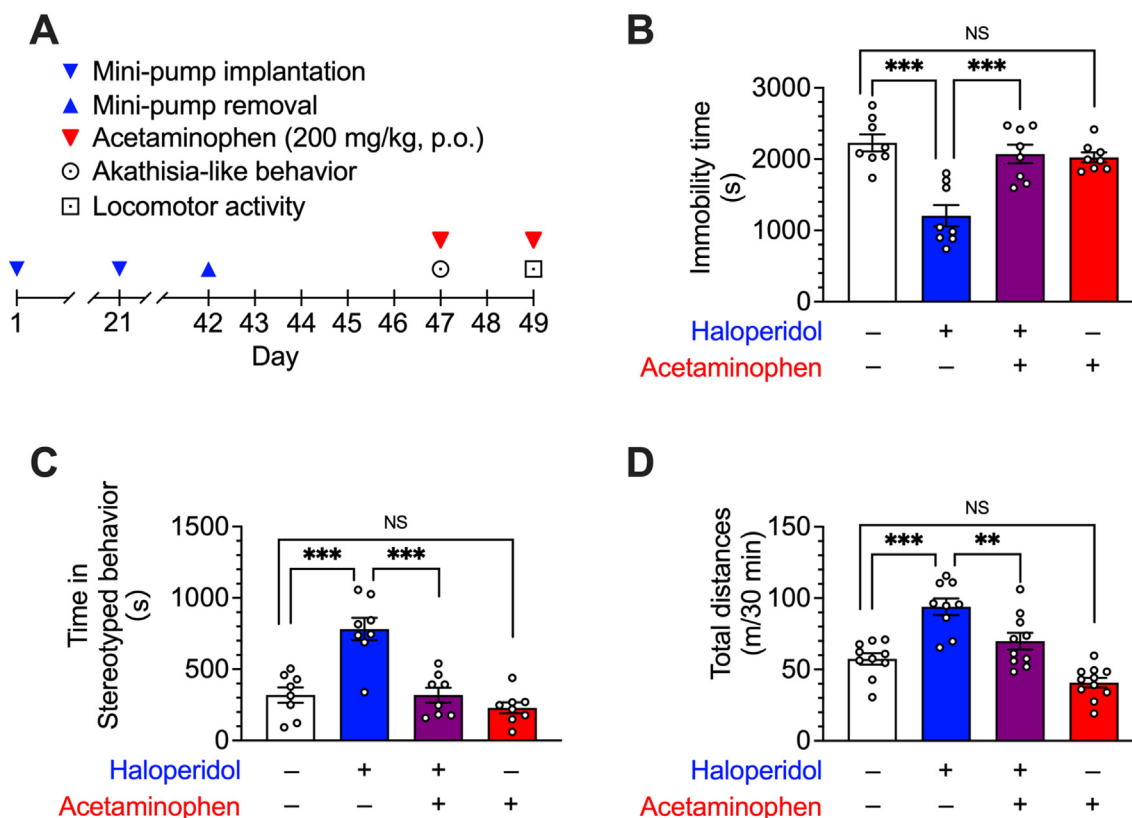 A
Mini-pump implantation
Mini-pump removal
Acetaminophen (200 mg/kg, p.o.)
Akathisia-like behavior
Locomotor activity
1 21 42 43 44 45 46 47 48 49
Day
B
NS
*** ***
3000
2000
1000
0
Immobility time
(s)
Haloperidol – + + –
Acetaminophen – – + +
C
NS
*** ***
1500
1000
500
0
Time in
Stereotyped behavior
(s)
Haloperidol – + + –
Acetaminophen – – + +
D
NS
*** **
150
100
50
0
Total distances
(m/30 min)
Haloperidol – + + –
Acetaminophen – – + +